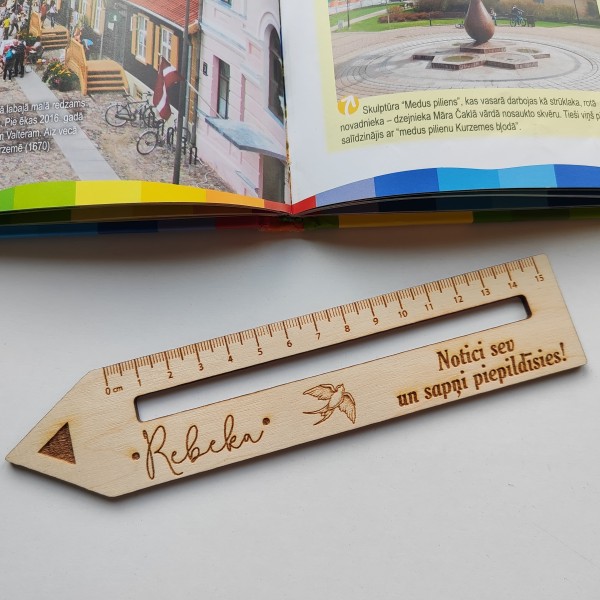 labajā malā redzams
Pie ēkas 2016. gadā
Valteram. Aiz veca
(1670)
Skulptūra “Medus piliens”, kas vasarā darbojas kā strūklaka, rotā
novadnieka – dzejnieka Māra Čaklā vārdā nosaukto skvēru. Tieši viņš
salīdzinājis ar “medus pilienu Kurzemes bļodā”.
0 cm 1 2 3 4 5 6 7 8 9 10 11 12 13 14 15
Notici sev
un sapņi piepildīsies!
Rebeka